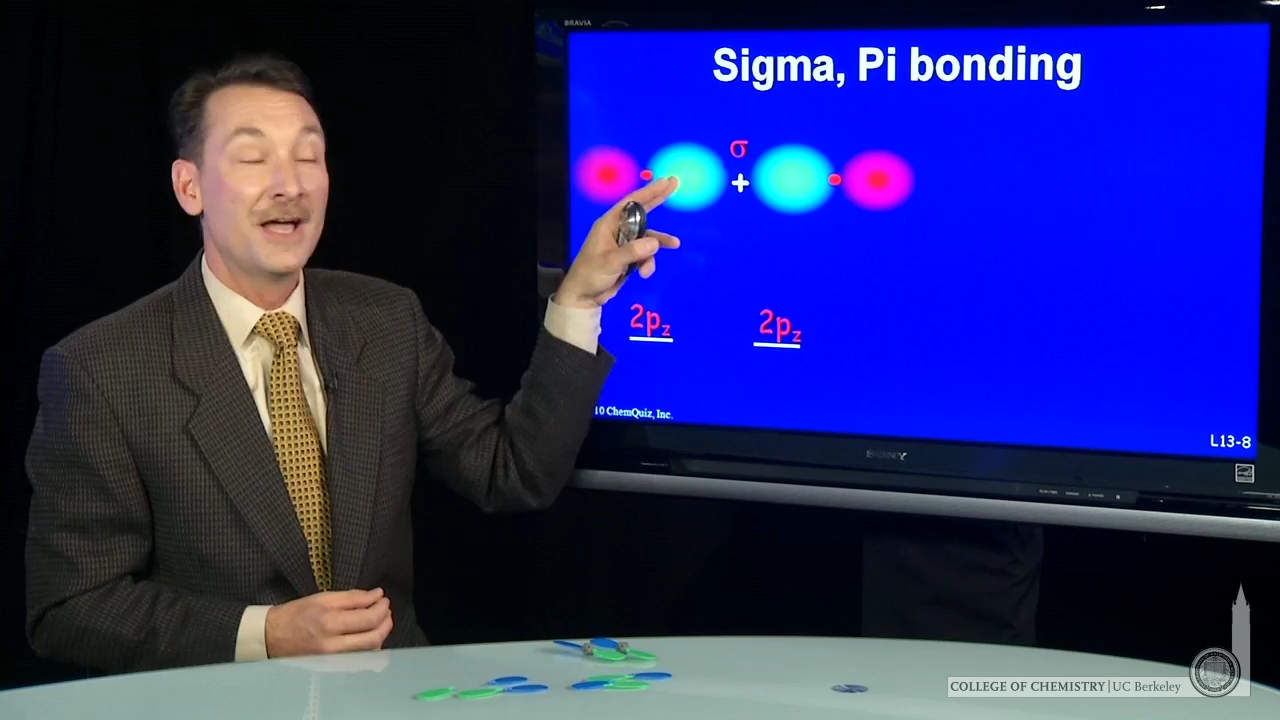 BRAVIA
Sigma, Pi bonding
σ
+
2pz 2pz
10 ChemQuiz, Inc.
L13-8
SONY
COLLEGE OF CHEMISTRY | UC Berkeley